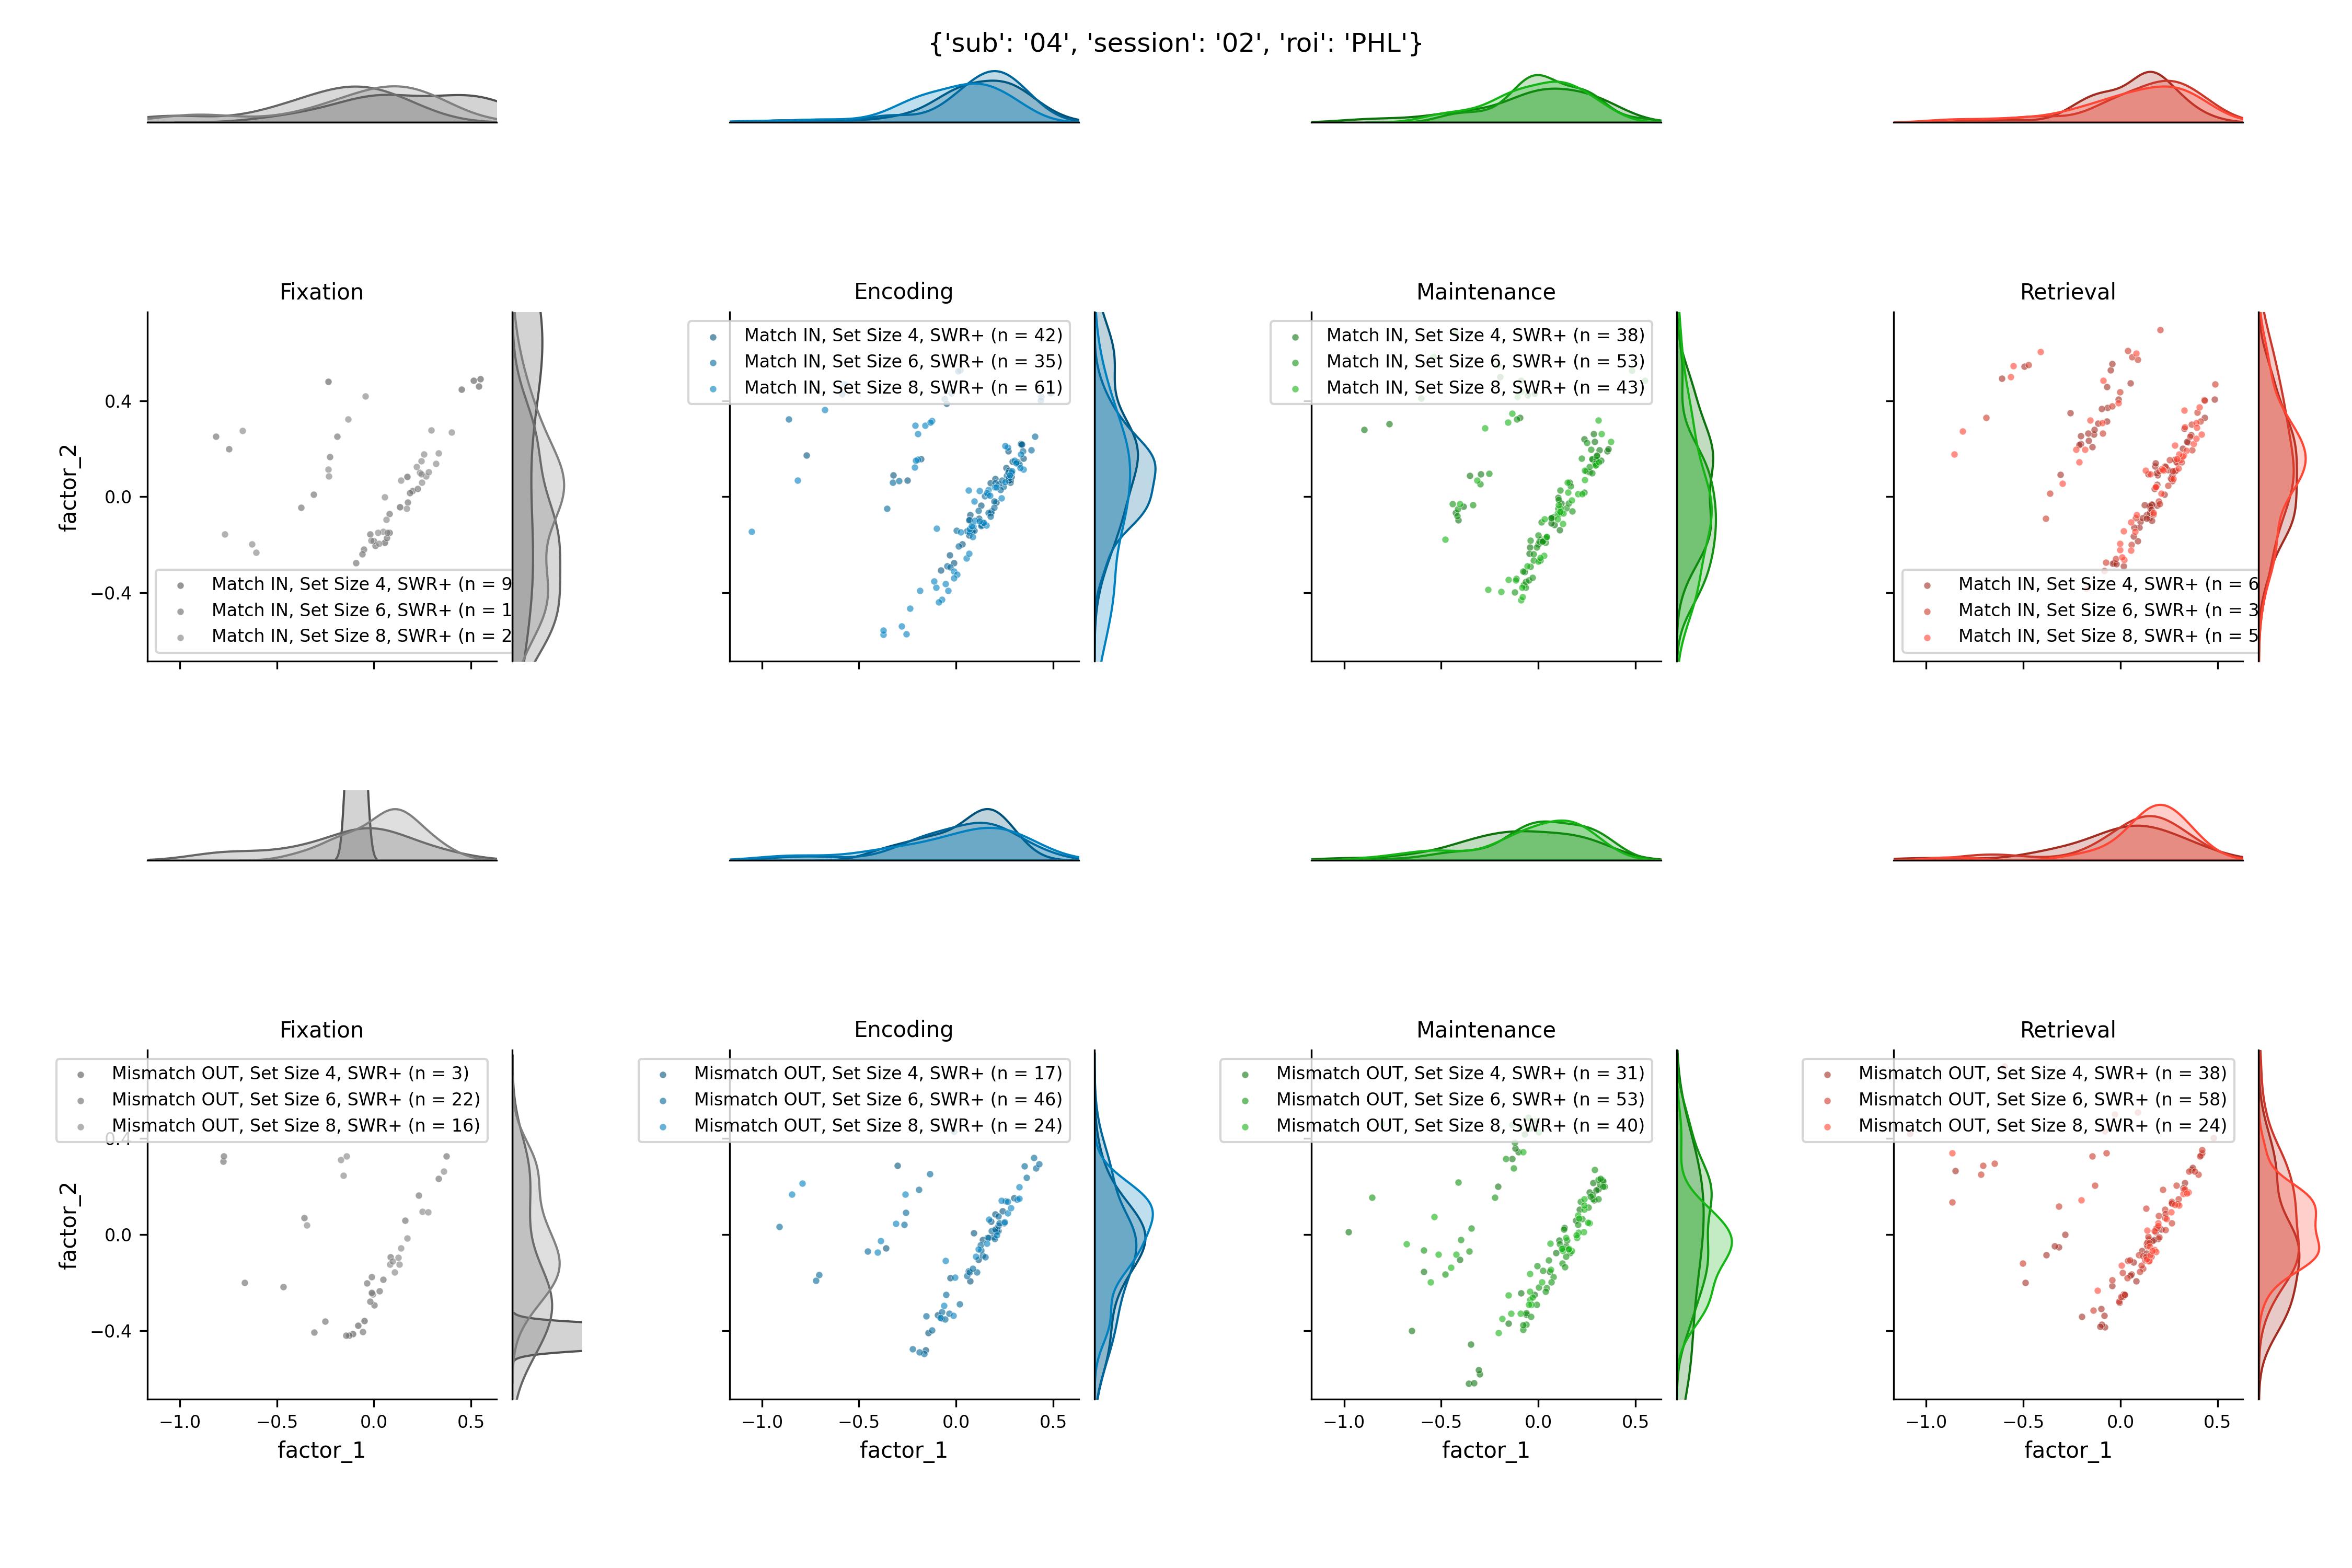 {'sub': '04', 'session': '02', 'roi': 'PHL'}
Fixation
Encoding
Maintenance
Retrieval
factor_2
0.4
0.0
−0.4
Match IN, Set Size 4, SWR+ (n = 9
Match IN, Set Size 6, SWR+ (n = 1
Match IN, Set Size 8, SWR+ (n = 2
Match IN, Set Size 4, SWR+ (n = 42)
Match IN, Set Size 6, SWR+ (n = 35)
Match IN, Set Size 8, SWR+ (n = 61)
Match IN, Set Size 4, SWR+ (n = 38)
Match IN, Set Size 6, SWR+ (n = 53)
Match IN, Set Size 8, SWR+ (n = 43)
Match IN, Set Size 4, SWR+ (n = 6
Match IN, Set Size 6, SWR+ (n = 3
Match IN, Set Size 8, SWR+ (n = 5
Fixation
Encoding
Maintenance
Retrieval
Mismatch OUT, Set Size 4, SWR+ (n = 3)
Mismatch OUT, Set Size 6, SWR+ (n = 22)
Mismatch OUT, Set Size 8, SWR+ (n = 16)
Mismatch OUT, Set Size 4, SWR+ (n = 17)
Mismatch OUT, Set Size 6, SWR+ (n = 46)
Mismatch OUT, Set Size 8, SWR+ (n = 24)
Mismatch OUT, Set Size 4, SWR+ (n = 31)
Mismatch OUT, Set Size 6, SWR+ (n = 53)
Mismatch OUT, Set Size 8, SWR+ (n = 40)
Mismatch OUT, Set Size 4, SWR+ (n = 38)
Mismatch OUT, Set Size 6, SWR+ (n = 58)
Mismatch OUT, Set Size 8, SWR+ (n = 24)
factor_2
0.4
0.0
−0.4
−1.0 −0.5 0.0 0.5
−1.0 −0.5 0.0 0.5
−1.0 −0.5 0.0 0.5
−1.0 −0.5 0.0 0.5
factor_1
factor_1
factor_1
factor_1